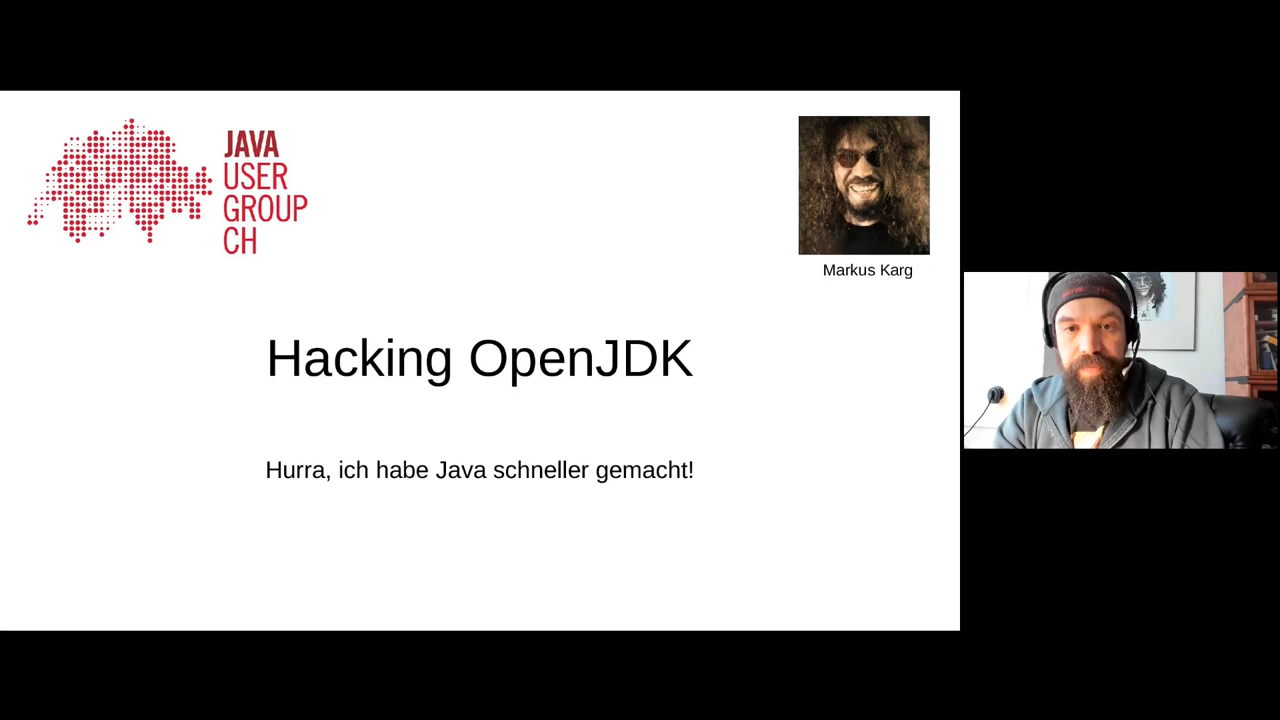 JAVA
USER
GROUP
CH
Markus Karg
Hacking OpenJDK
Hurra, ich habe Java schneller gemacht!